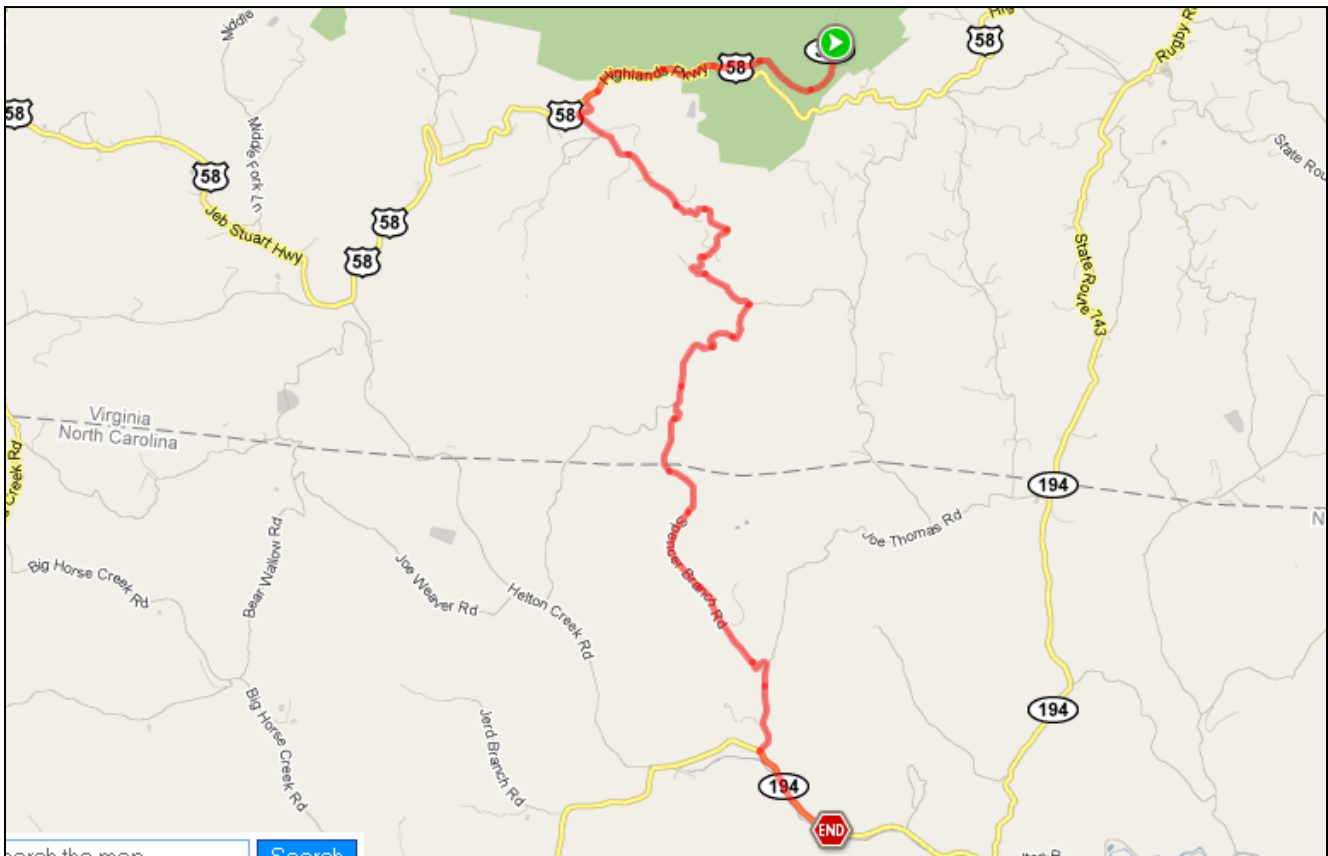 Middle
58
58
Highlands Pkwy
58
58
58
Middle Fork Ln
58
Jeb Stuart Hwy
58
58
Rugby R
State Rou
State Route 743
Virginia
North Carolina
Creek Rd
194
N
Spencer Branch Rd
Joe Thomas Rd
Big Horse Creek Rd
Bear Wallow Rd
Joe Weaver Rd
Helton Creek Rd
Big Horse Creek Rd
Jerd Branch Rd
194
194
END
Search